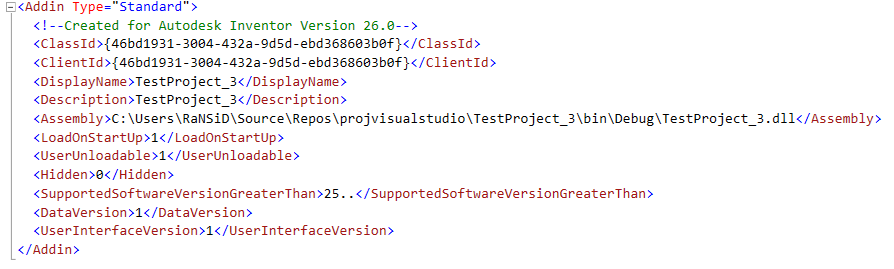 <Addin Type="Standard">
<!--Created for Autodesk Inventor Version 26.0-->
<ClassId>{46bd1931-3004-432a-9d5d-ebd368603b0f}</ClassId>
<ClientId>{46bd1931-3004-432a-9d5d-ebd368603b0f}</ClientId>
<DisplayName>TestProject_3</DisplayName>
<Description>TestProject_3</Description>
<Assembly>C:\Users\RaNSiD\Source\Repos\projvisualstudio\TestProject_3\bin\Debug\TestProject_3.dll</Assembly>
<LoadOnStartUp>1</LoadOnStartUp>
<UserUnloadable>1</UserUnloadable>
<Hidden>0</Hidden>
<SupportedSoftwareVersionGreaterThan>25..</SupportedSoftwareVersionGreaterThan>
<DataVersion>1</DataVersion>
<UserInterfaceVersion>1</UserInterfaceVersion>
</Addin>